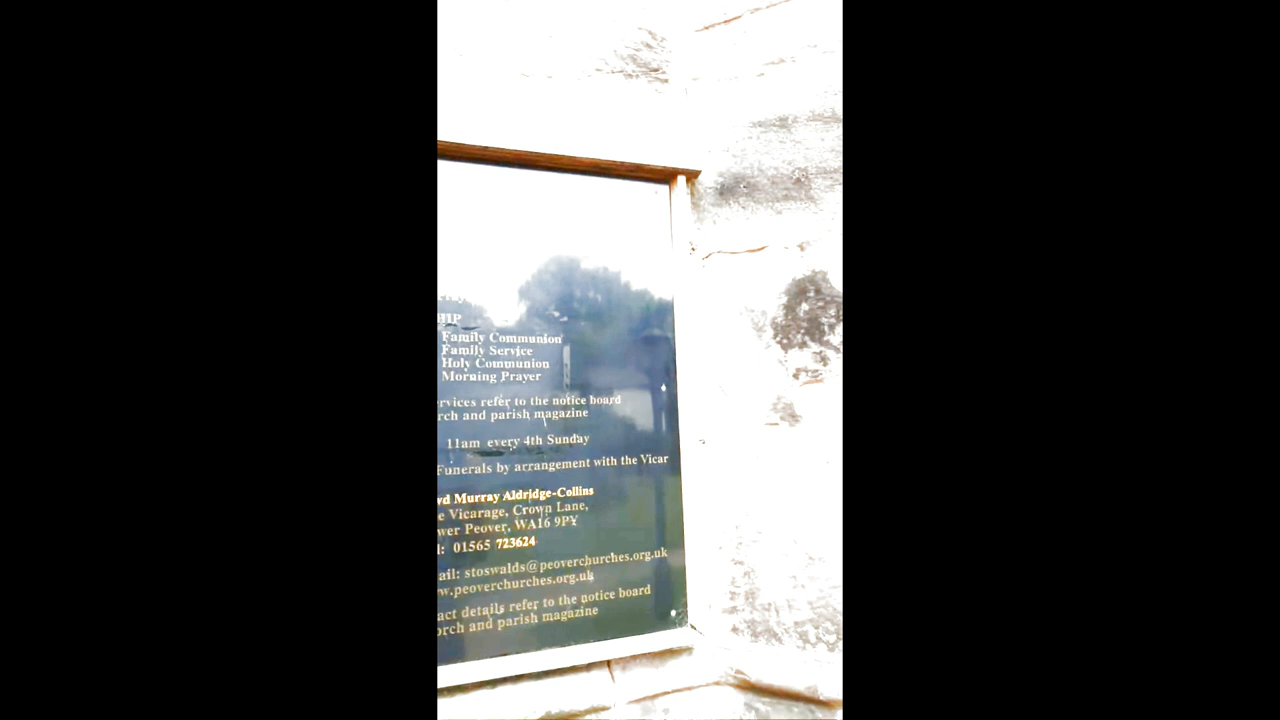 HIP
Family Communion
Family Service
Holy Communion
Morning Prayer
rvices refer to the notice board
rch and parish magazine
11am every 4th Sunday
Funerals by arrangement with the Vicar
vd Murray Aldridge-Collins
e Vicarage, Crown Lane,
wer Peover, WA16 9PY
l: 01565 723624
ail: stoswalds@peoverchurches.org.uk
w.peoverchurches.org.uk
act details refer to the notice board
orch and parish magazine